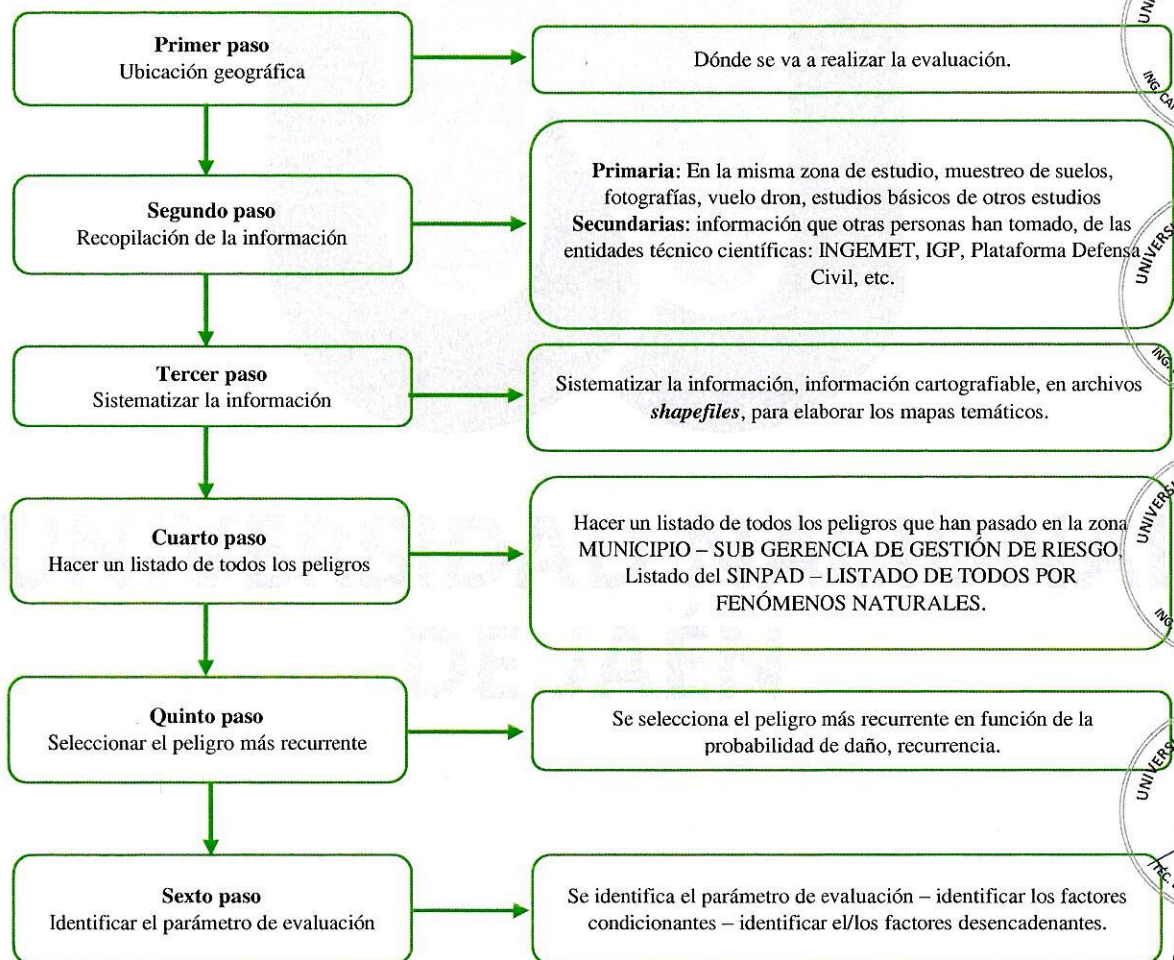 Primer paso
Ubicación geográfica
Dónde se va a realizar la evaluación.
Segundo paso
Recopilación de la información
Primaria: En la misma zona de estudio, muestreo de suelos,
fotografías, vuelo dron, estudios básicos de otros estudios
Secundarias: información que otras personas han tomado, de las
entidades técnico científicas: INGEMET, IGP, Plataforma Defensa
Civil, etc.
Tercer paso
Sistematizar la información
Sistematizar la información, información cartografiable, en archivos
shapefiles, para elaborar los mapas temáticos.
Cuarto paso
Hacer un listado de todos los peligros
Hacer un listado de todos los peligros que han pasado en la zona
MUNICIPIO – SUB GERENCIA DE GESTIÓN DE RIESGO,
Listado del SINPAD – LISTADO DE TODOS POR
FENÓMENOS NATURALES.
Quinto paso
Seleccionar el peligro más recurrente
Se selecciona el peligro más recurrente en función de la
probabilidad de daño, recurrencia.
Sexto paso
Identificar el parámetro de evaluación
Se identifica el parámetro de evaluación – identificar los factores
condicionantes – identificar el/los factores desencadenantes.